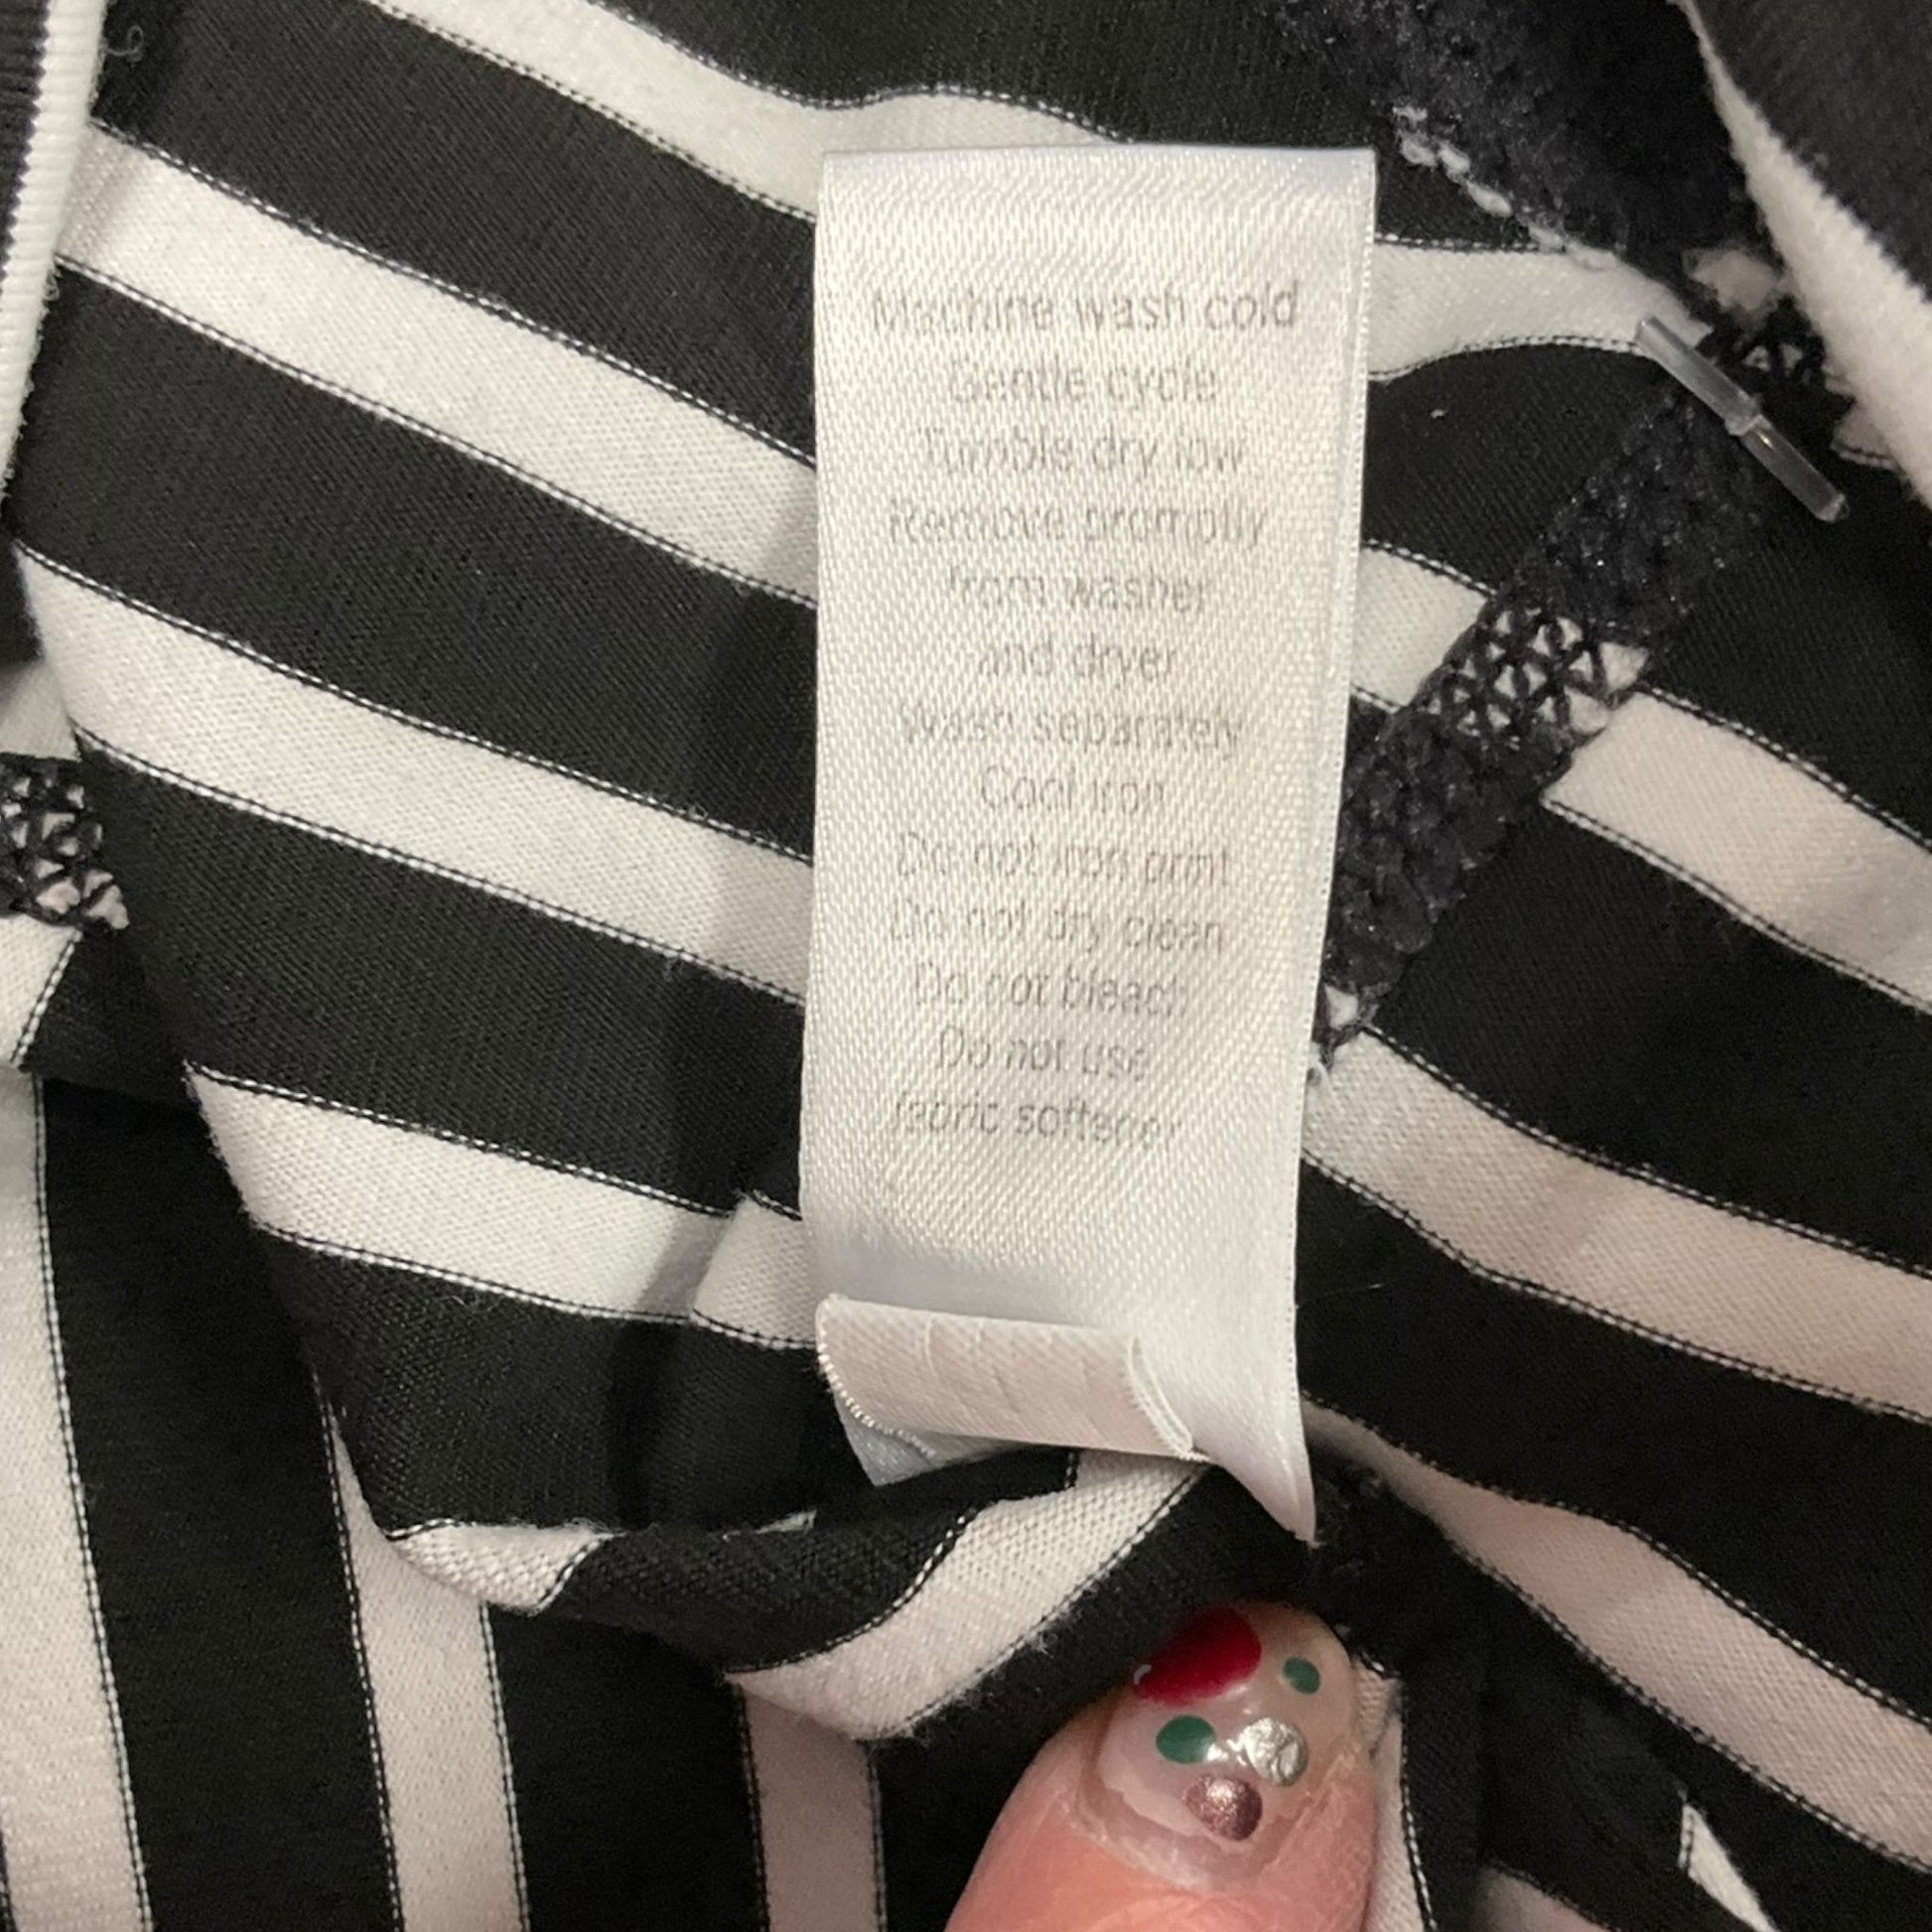 Machine wash cold
Gentle cycle
Tumble dry low
Remove promptly
from washer
and dryer
Wash separately
Cool iron
Do not iron print
Do not dry clean
Do not bleach
Do not use
fabric softener